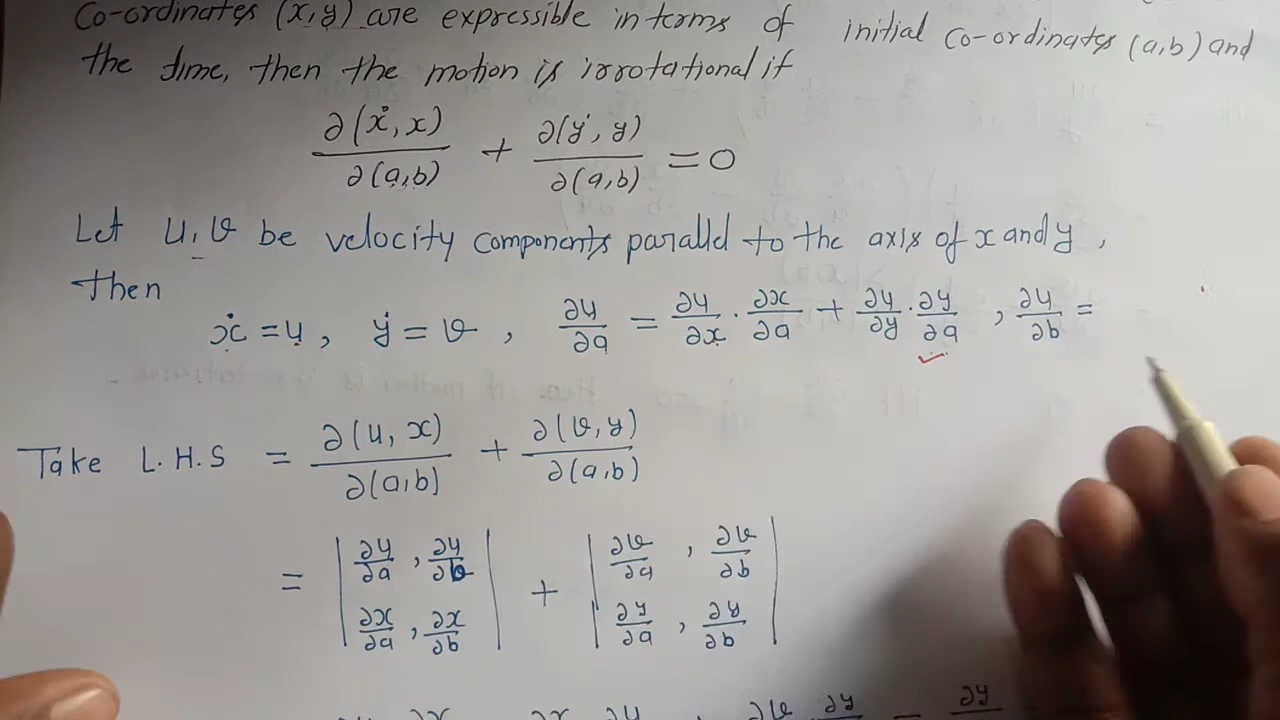 Co-ordinates (x,y) are expressible in terms of initial co-ordinates (a,b) and
the time, then the motion is irrotational if
∂(ẋ, x)/∂(a,b) + ∂(ẏ, y)/∂(a,b) = 0
Let u, v be velocity components parallel to the axis of x and y,
then
ẋ = u, ẏ = v, ∂u/∂a = ∂u/∂x · ∂x/∂a + ∂u/∂y · ∂y/∂a, ∂u/∂b =
Take L.H.S = ∂(u, x)/∂(a,b) + ∂(v, y)/∂(a,b)
= | ∂u/∂a, ∂u/∂b | + | ∂v/∂a, ∂v/∂b |
| ∂x/∂a, ∂x/∂b | | ∂y/∂a, ∂y/∂b |
∂x ∂x ∂u ∂v ∂y - ∂y